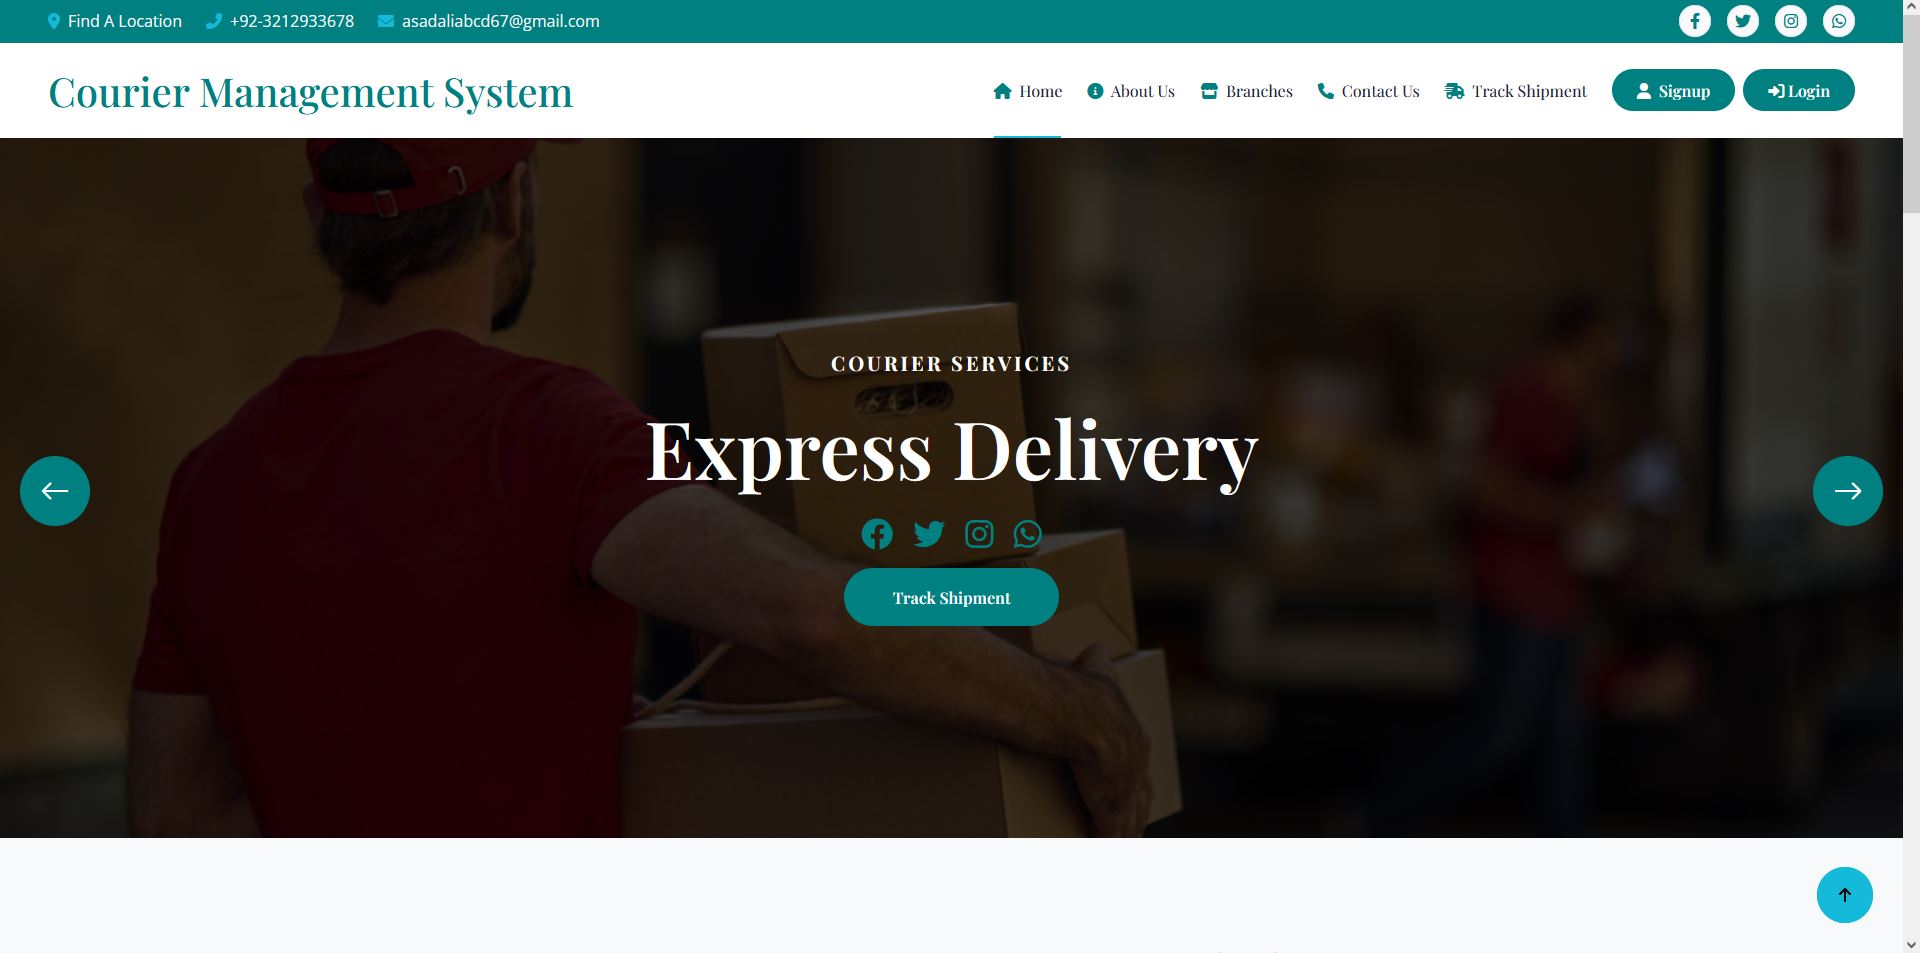 Find A Location +92-3212933678 asadaliabcd67@gmail.com
Courier Management System
Home About Us Branches Contact Us Track Shipment Signup Login
COURIER SERVICES
Express Delivery
Track Shipment